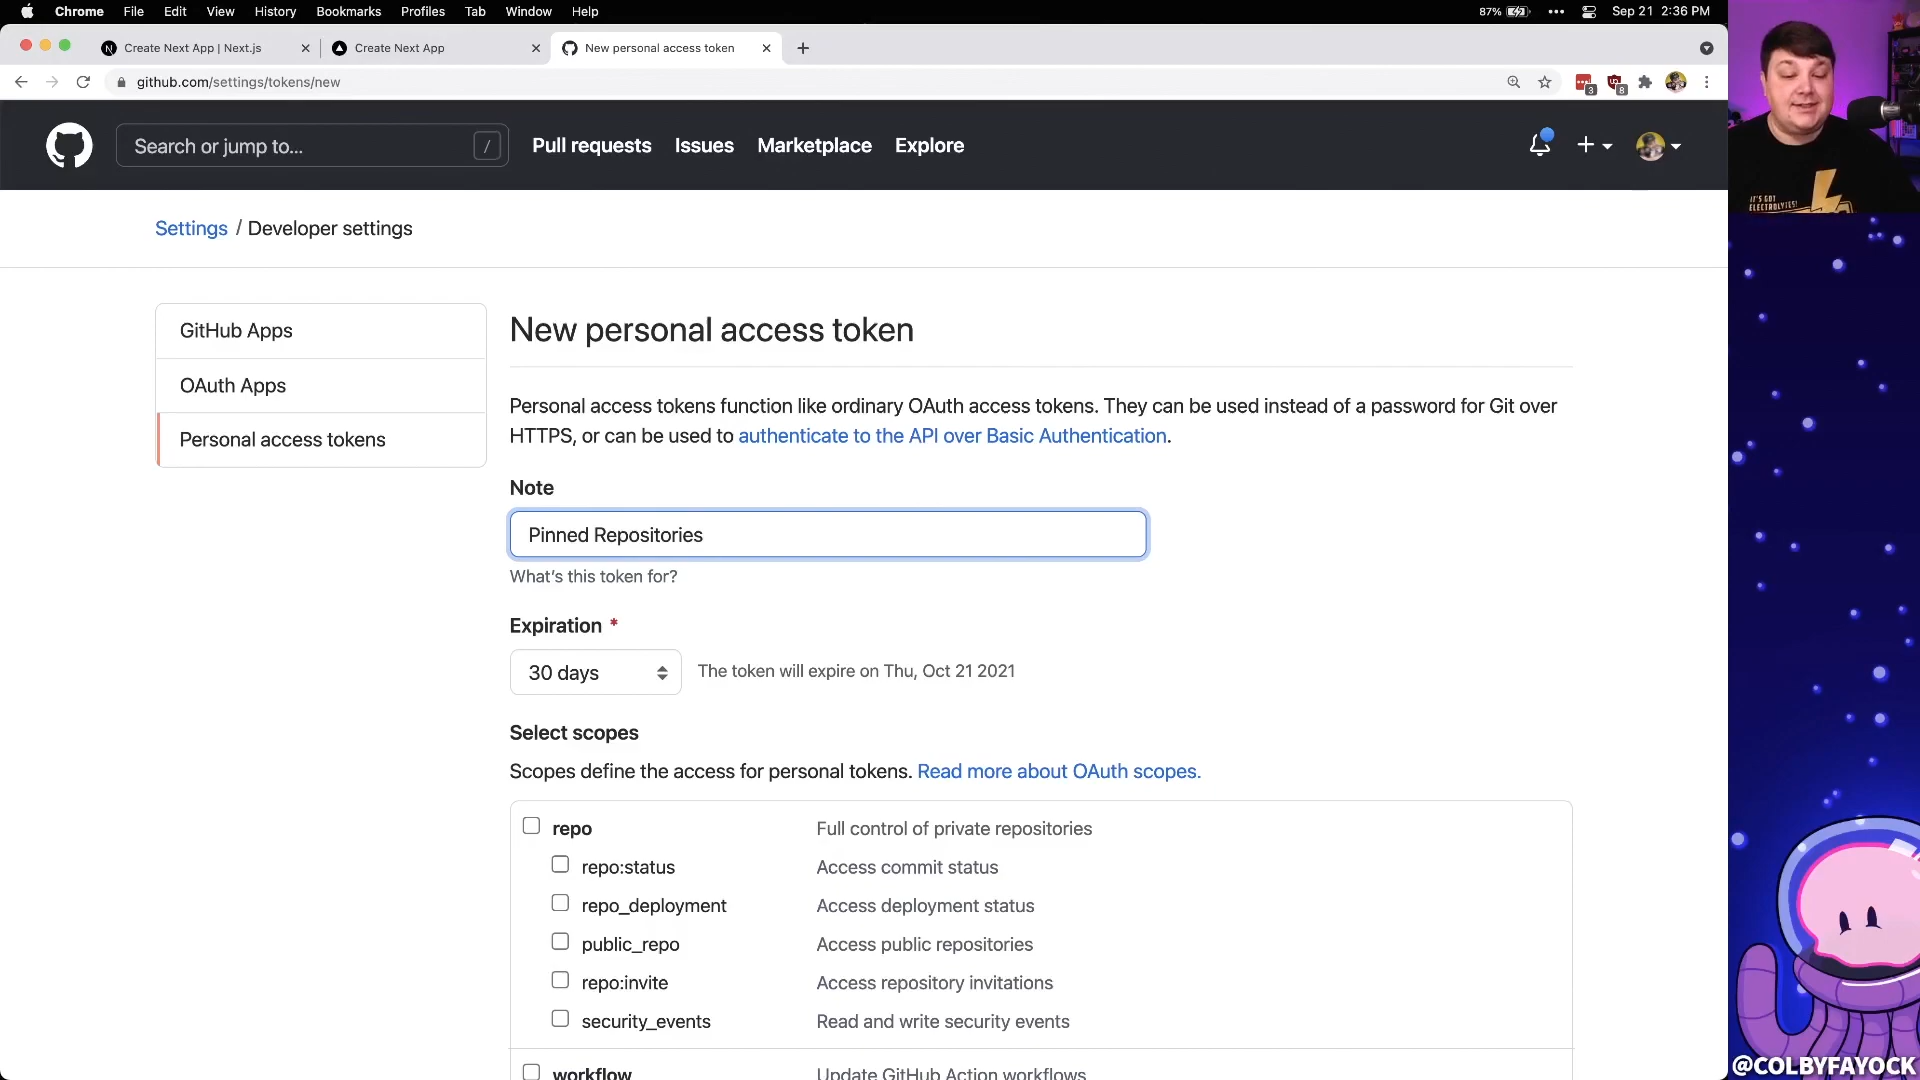 Chrome File Edit View History Bookmarks Profiles Tab Window Help 87% Sep 21 2:36 PM
Create Next App | Next.js
Create Next App
New personal access token
github.com/settings/tokens/new
3
8
Search or jump to...
/
Pull requests
Issues
Marketplace
Explore
Settings / Developer settings
GitHub Apps
OAuth Apps
Personal access tokens
New personal access token
Personal access tokens function like ordinary OAuth access tokens. They can be used instead of a password for Git over
HTTPS, or can be used to authenticate to the API over Basic Authentication.
Note
Pinned Repositories
What's this token for?
Expiration *
30 days
The token will expire on Thu, Oct 21 2021
Select scopes
Scopes define the access for personal tokens. Read more about OAuth scopes.
repo Full control of private repositories
repo:status Access commit status
repo_deployment Access deployment status
public_repo Access public repositories
repo:invite Access repository invitations
security_events Read and write security events
workflow Update GitHub Action workflows
IT'S GOT
ELECTROLYTES!
@COLBYFAYOCK